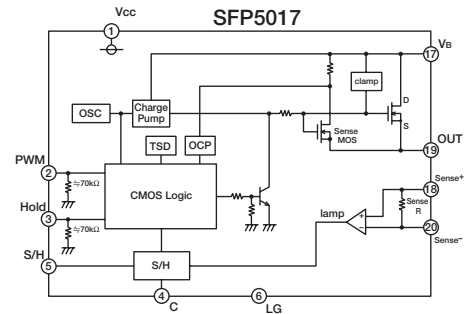 SFP5017
Vcc
1
VB
17
clamp
D
S
OSC
Charge
Pump
TSD
OCP
Sense
MOS
OUT
19
PWM
2
≒70kΩ
CMOS Logic
Hold
3
≒70kΩ
Sense+
18
Sense
R
lamp
+
−
20
Sense−
S/H
5
S/H
4
C
6
LG